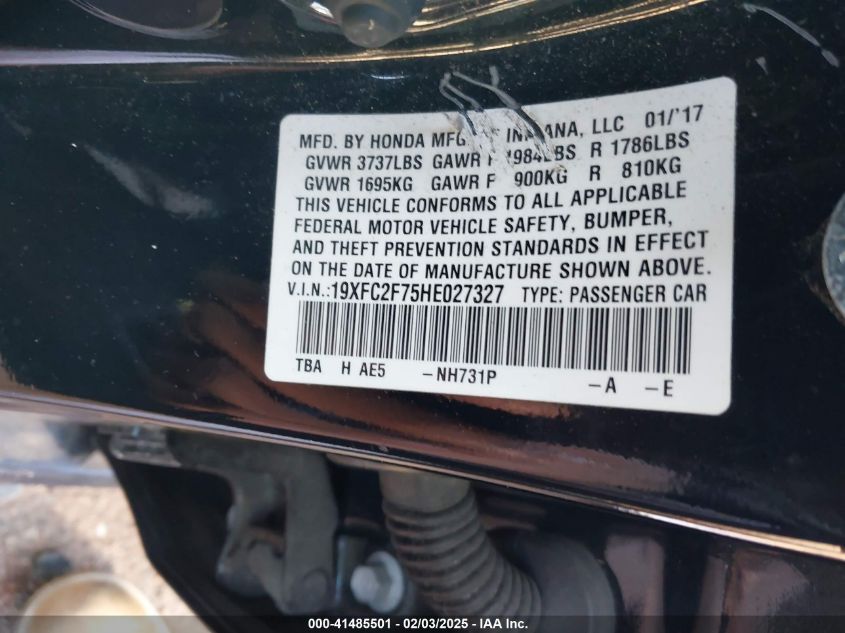 MFD. BY HONDA MFG. INDIANA, LLC 01/'17
GVWR 3737LBS GAWR F 1984LBS R 1786LBS
GVWR 1695KG GAWR F 900KG R 810KG
THIS VEHICLE CONFORMS TO ALL APPLICABLE
FEDERAL MOTOR VEHICLE SAFETY, BUMPER,
AND THEFT PREVENTION STANDARDS IN EFFECT
ON THE DATE OF MANUFACTURE SHOWN ABOVE.
V.I.N.:19XFC2F75HE027327 TYPE: PASSENGER CAR
TBA H AE5 -NH731P -A -E
000-41485501 - 02/03/2025 - IAA Inc.